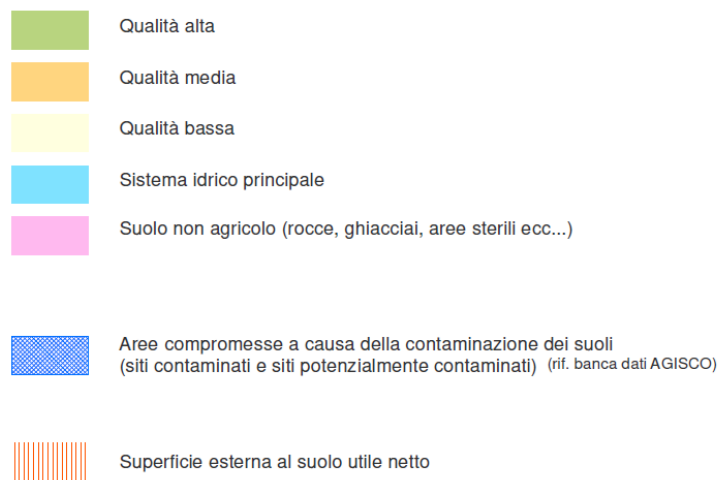 Qualità alta
Qualità media
Qualità bassa
Sistema idrico principale
Suolo non agricolo (rocce, ghiacciai, aree sterili ecc...)
Aree compromesse a causa della contaminazione dei suoli
(siti contaminati e siti potenzialmente contaminati) (rif. banca dati AGISCO)
Superficie esterna al suolo utile netto